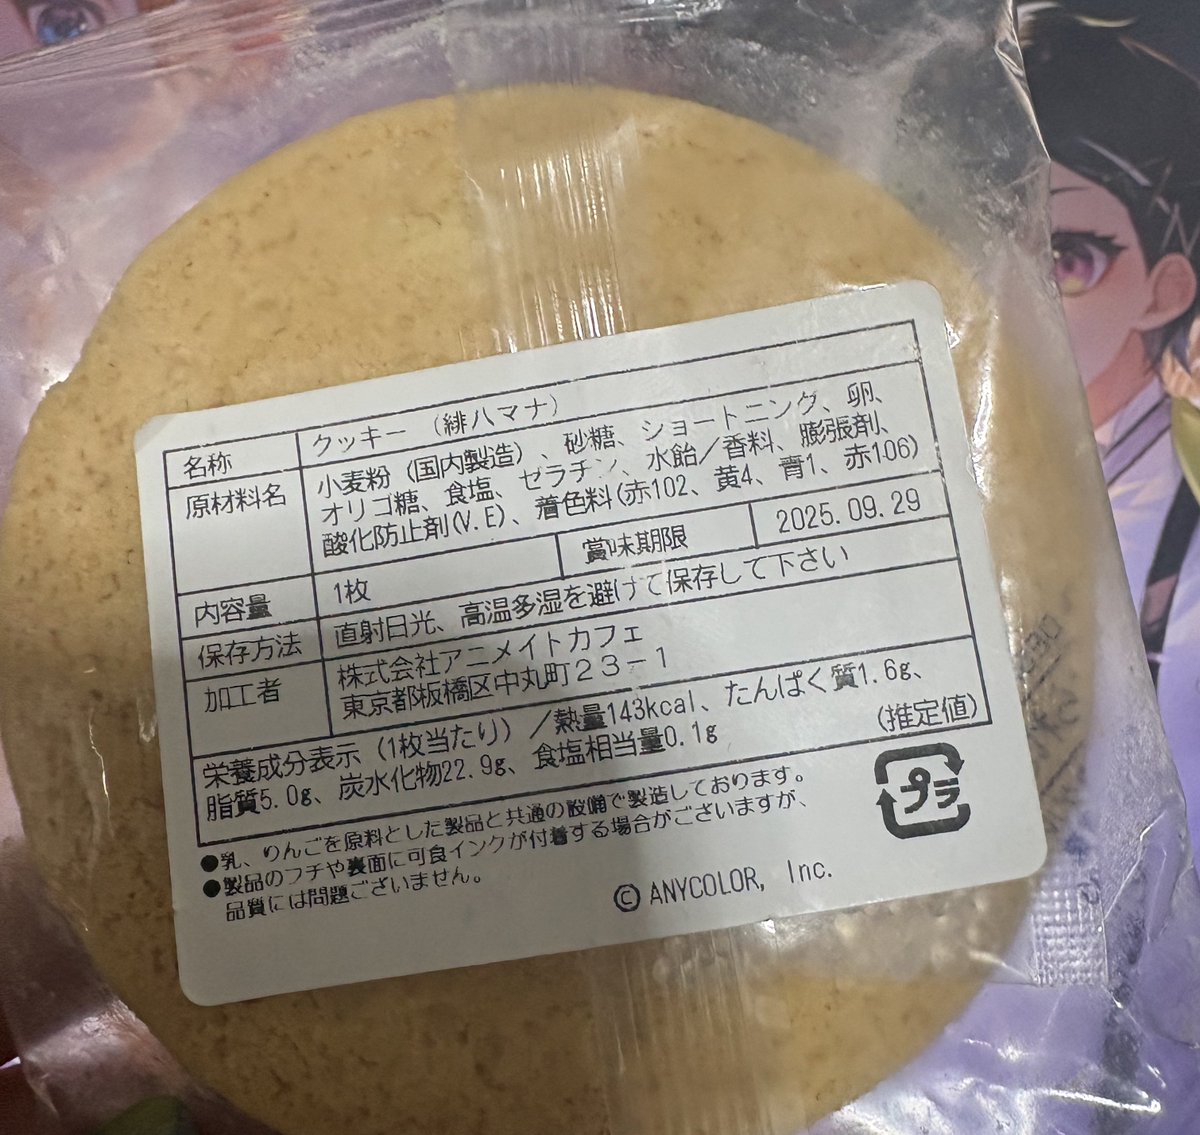 名称 クッキー (緋八マナ)
原材料名 小麦粉(国内製造)、砂糖、ショートニング、卵、
オリゴ糖、食塩、ゼラチン、水飴/香料、膨張剤、
酸化防止剤(V.E)、着色料(赤102、黄4、青1、赤106)
内容量 1枚 賞味期限 2025.09.29
保存方法 直射日光、高温多湿を避けて保存して下さい
加工者 株式会社アニメイトカフェ
東京都板橋区中丸町23-1
栄養成分表示(1枚当たり)/熱量143kcal、たんぱく質1.6g、
脂質5.0g、炭水化物22.9g、食塩相当量0.1g (推定値)
●乳、りんごを原料とした製品と共通の設備で製造しております。
●製品のフチや裏面に可食インクが付着する場合がございますが、
品質には問題ございません。
プラ
© ANYCOLOR, Inc.